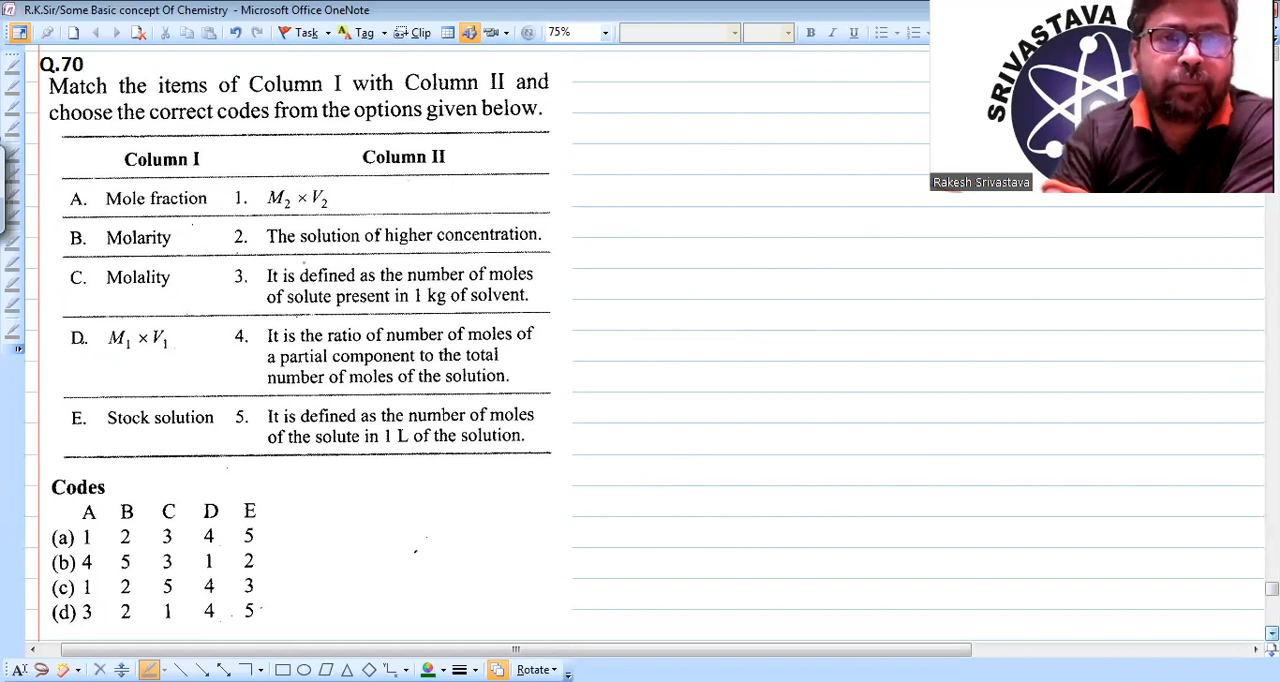 R.K.Sir/Some Basic concept Of Chemistry - Microsoft Office OneNote
Task Tag Clip 75% B I U
Q.70
Match the items of Column I with Column II and
choose the correct codes from the options given below.
Column I Column II
A. Mole fraction 1. M₂ × V₂
B. Molarity 2. The solution of higher concentration.
C. Molality 3. It is defined as the number of moles
of solute present in 1 kg of solvent.
D. M₁ × V₁ 4. It is the ratio of number of moles of
a partial component to the total
number of moles of the solution.
E. Stock solution 5. It is defined as the number of moles
of the solute in 1 L of the solution.
Codes
A B C D E
(a) 1 2 3 4 5
(b) 4 5 3 1 2
(c) 1 2 5 4 3
(d) 3 2 1 4 5
SRIVASTAVA
Rakesh Srivastava
Rotate